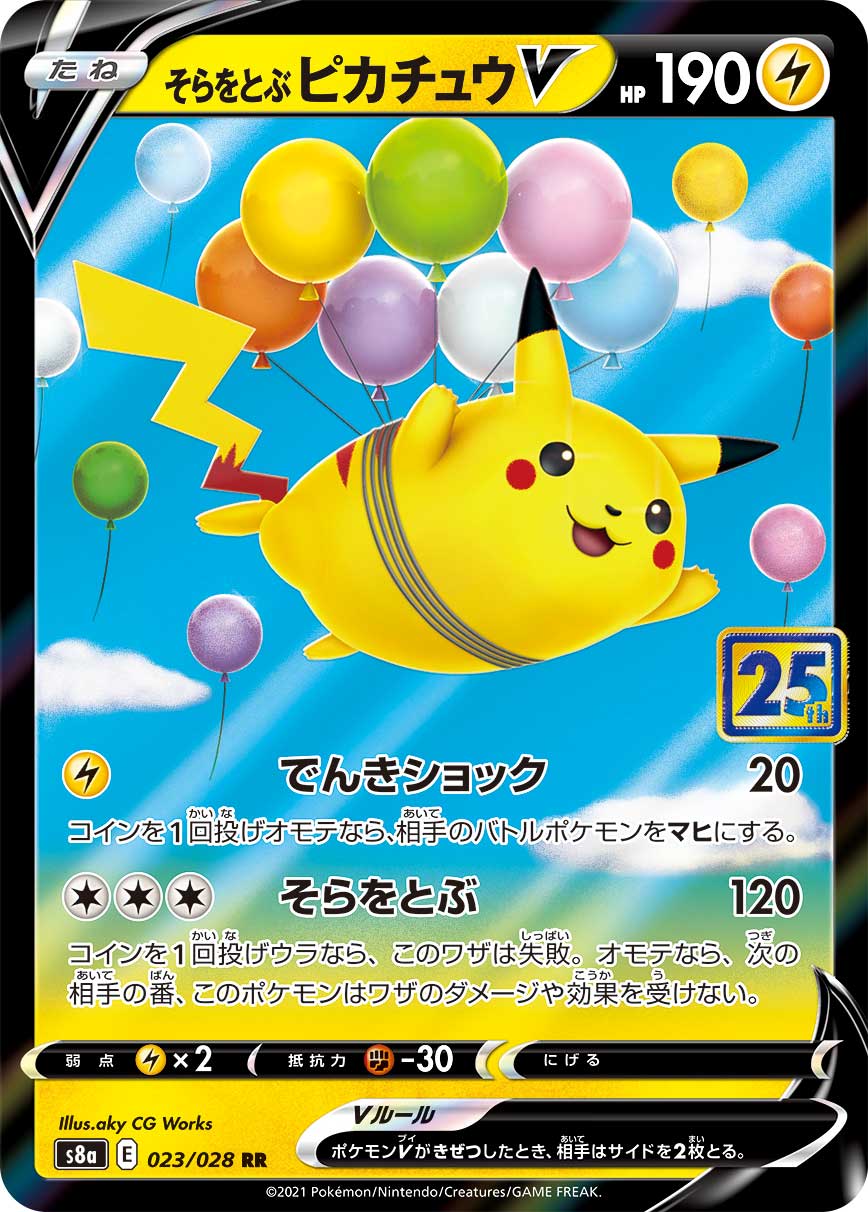 たね
そらをとぶピカチュウV HP 190
25th
でんきショック 20
コインを1回投げオモテなら、相手のバトルポケモンをマヒにする。
そらをとぶ 120
コインを1回投げウラなら、このワザは失敗。オモテなら、次の
相手の番、このポケモンはワザのダメージや効果を受けない。
弱点 ×2 抵抗力 -30 にげる
Illus.aky CG Works
Vルール
ポケモンVがきぜつしたとき、相手はサイドを2枚とる。
s8a E 023/028 RR
©2021 Pokémon/Nintendo/Creatures/GAME FREAK.